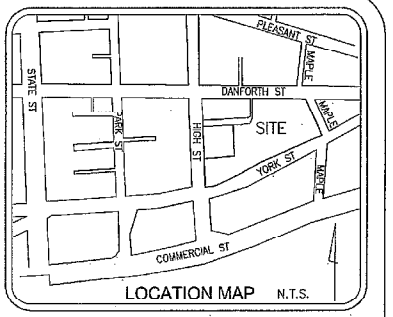 PLEASANT ST
MAPLE
STATE ST
DANFORTH ST
MAPLE
PARK ST
HIGH ST
SITE
YORK ST
MAPLE
COMMERCIAL ST
LOCATION MAP N.T.S.